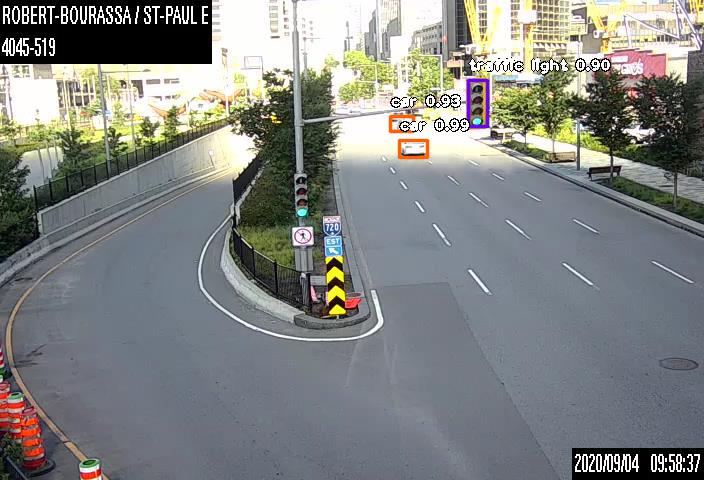 ROBERT-BOURASSA / ST-PAUL E
4045-519
traffic light 0.90
car 0.93
car 0.99
720
EST
2020/09/04 09:58:37